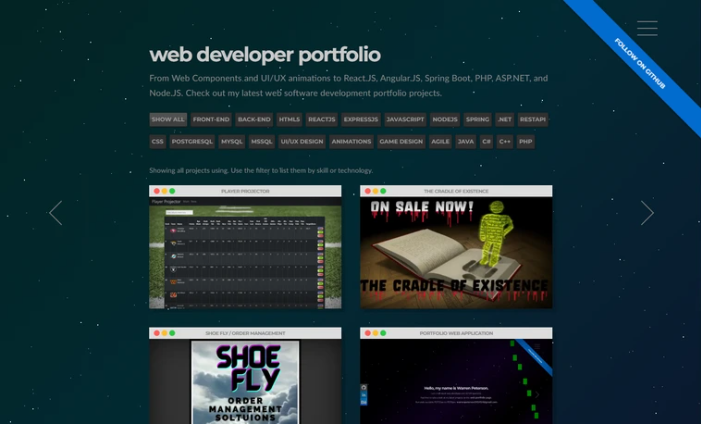 FOLLOW ON GITHUB
web developer portfolio
From Web Components and UI/UX animations to React.JS, Angular.JS, Spring Boot, PHP, ASP.NET, and
Node.JS. Check out my latest web software development portfolio projects.
SHOW ALL FRONT-END BACK-END HTML5 REACTJS EXPRESSJS JAVASCRIPT NODEJS SPRING .NET RESTAPI
CSS POSTGRESQL MYSQL MSSQL UI/UX DESIGN ANIMATIONS GAME DESIGN AGILE JAVA C# C++ PHP
Showing all projects using. Use the filter to list them by skill or technology.
PLAYER PROJECTOR
Player Projector
THE CRADLE OF EXISTENCE
ON SALE NOW!
THE CRADLE OF EXISTENCE
SHOE FLY / ORDER MANAGEMENT
SHOE
FLY
ORDER
MANAGEMENT
SOLTUIONS
PORTFOLIO WEB APPLICATION
Hello, my name is Warren Peterson.